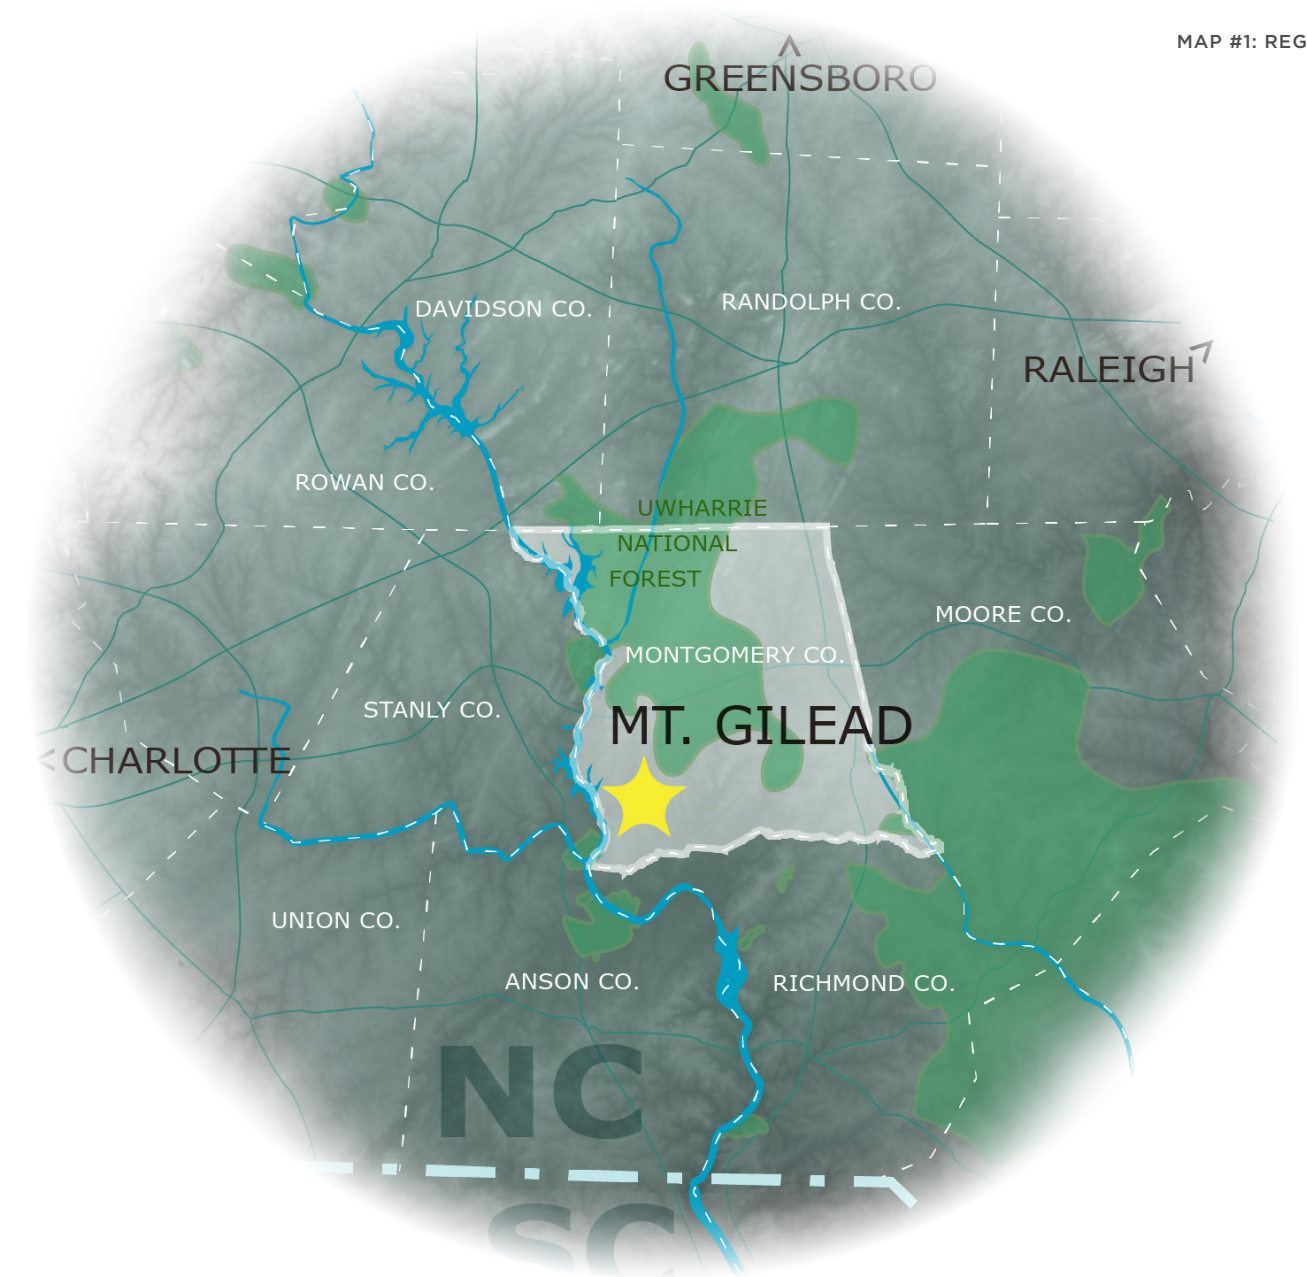 MAP #1: REG
GREENSBORO
DAVIDSON CO.
RANDOLPH CO.
RALEIGH
ROWAN CO.
UWHARRIE
NATIONAL
FOREST
MOORE CO.
MONTGOMERY CO.
STANLY CO.
MT. GILEAD
CHARLOTTE
UNION CO.
ANSON CO.
RICHMOND CO.
NC
SC